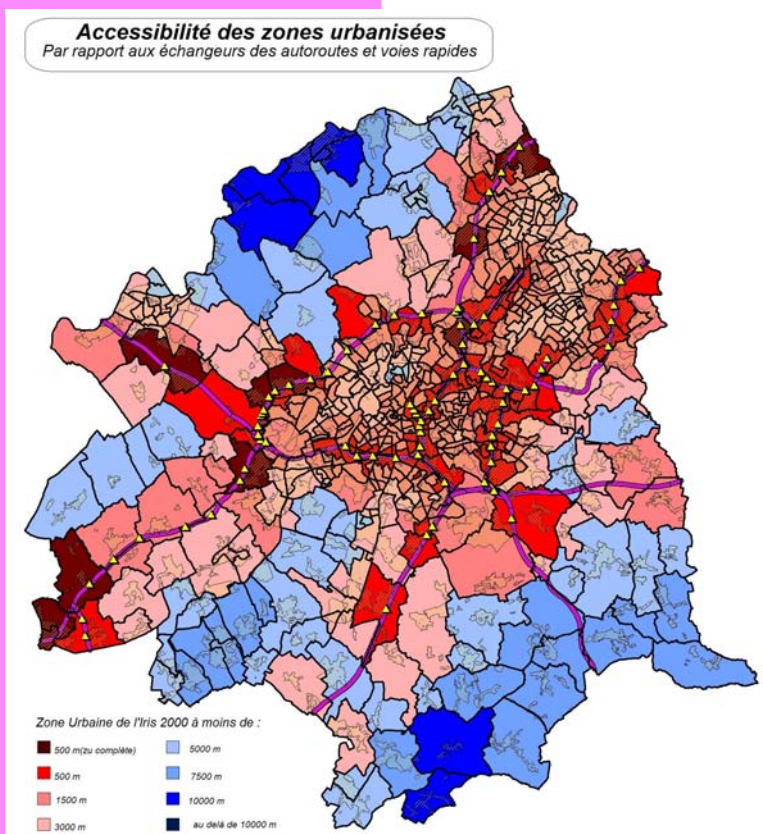 Accessibilité des zones urbanisées
Par rapport aux échangeurs des autoroutes et voies rapides
Zone Urbaine de l'Iris 2000 à moins de :
500 m(zu complète)
500 m
1500 m
3000 m
5000 m
7500 m
10000 m
au delà de 10000 m